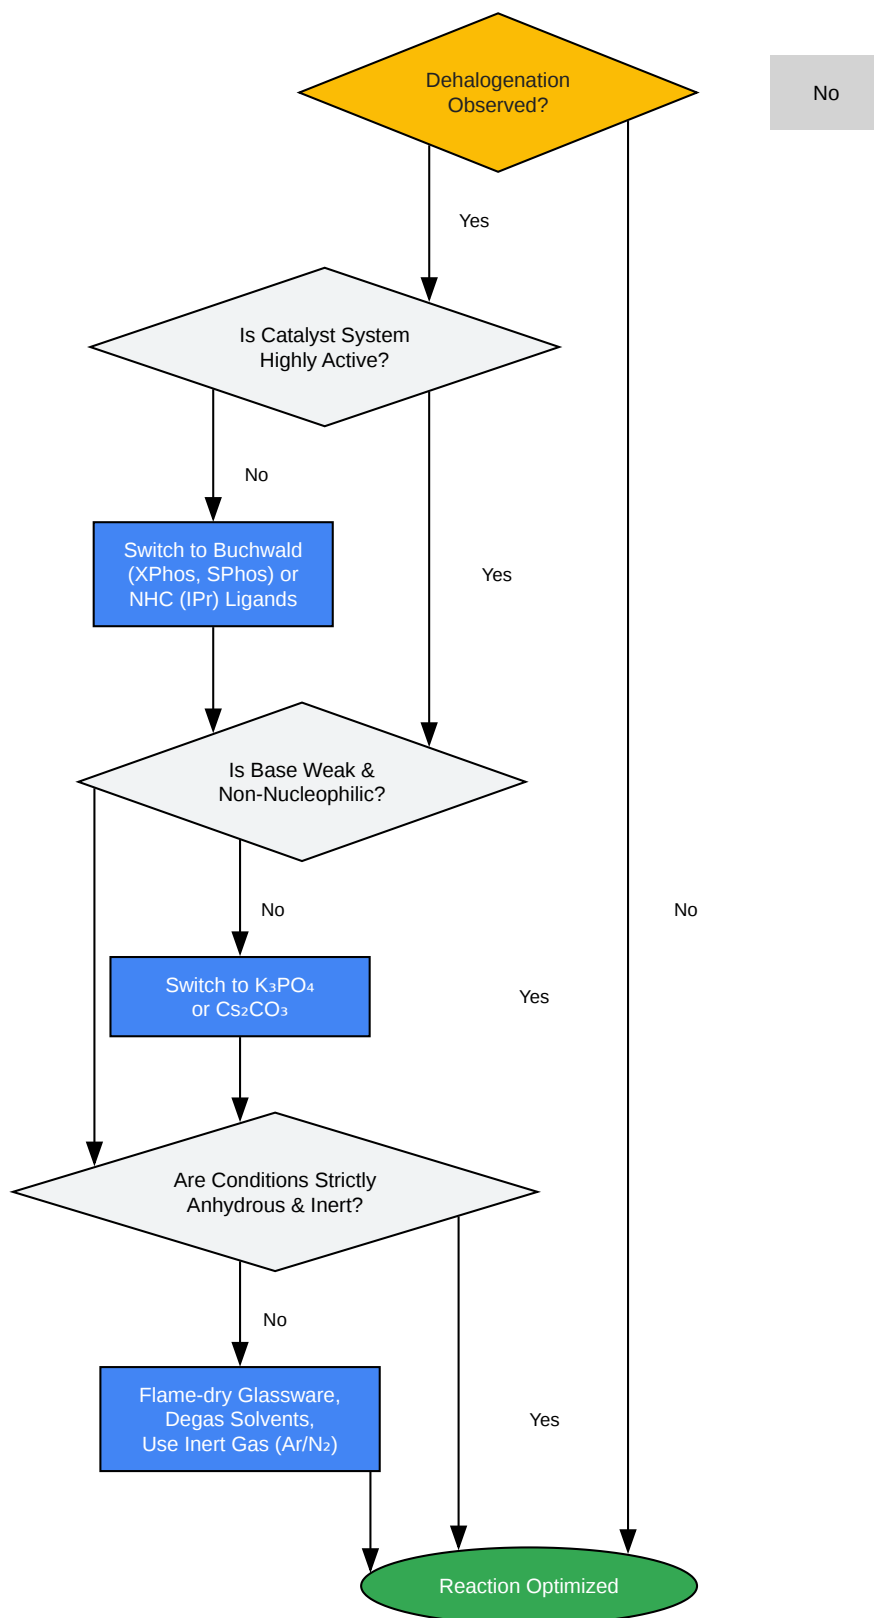 Dehalogenation
Observed?
No
Yes
Is Catalyst System
Highly Active?
No
Switch to Buchwald
(XPhos, SPhos) or
NHC (IPr) Ligands
Yes
Is Base Weak &
Non-Nucleophilic?
No
No
Switch to K₃PO₄
or Cs₂CO₃
Yes
Are Conditions Strictly
Anhydrous & Inert?
No
Flame-dry Glassware,
Degas Solvents,
Use Inert Gas (Ar/N₂)
Yes
Reaction Optimized